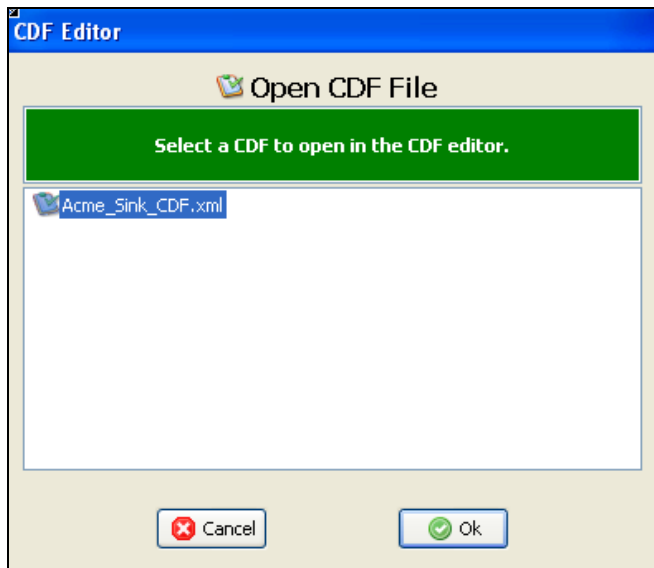 CDF Editor
Open CDF File
Select a CDF to open in the CDF editor.
Acme_Sink_CDF.xml
Cancel
Ok